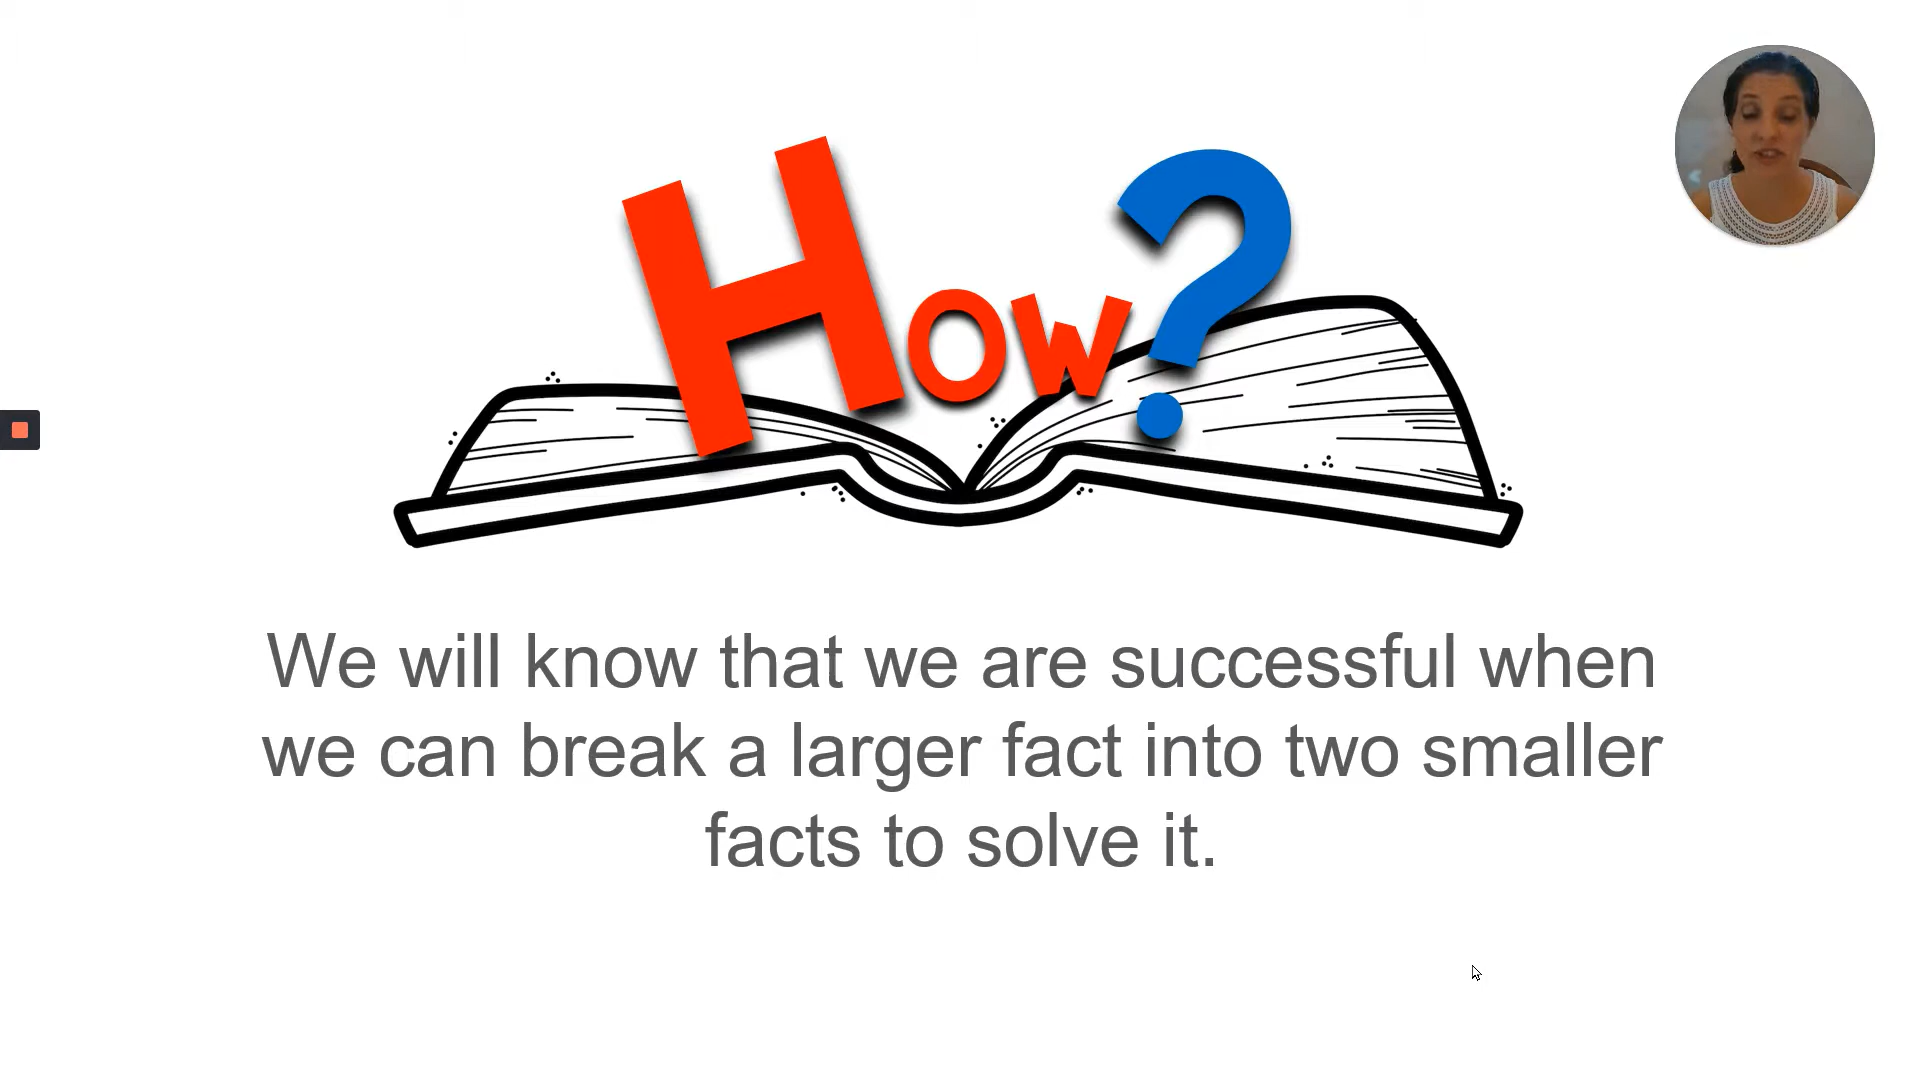 How?
We will know that we are successful when
we can break a larger fact into two smaller
facts to solve it.